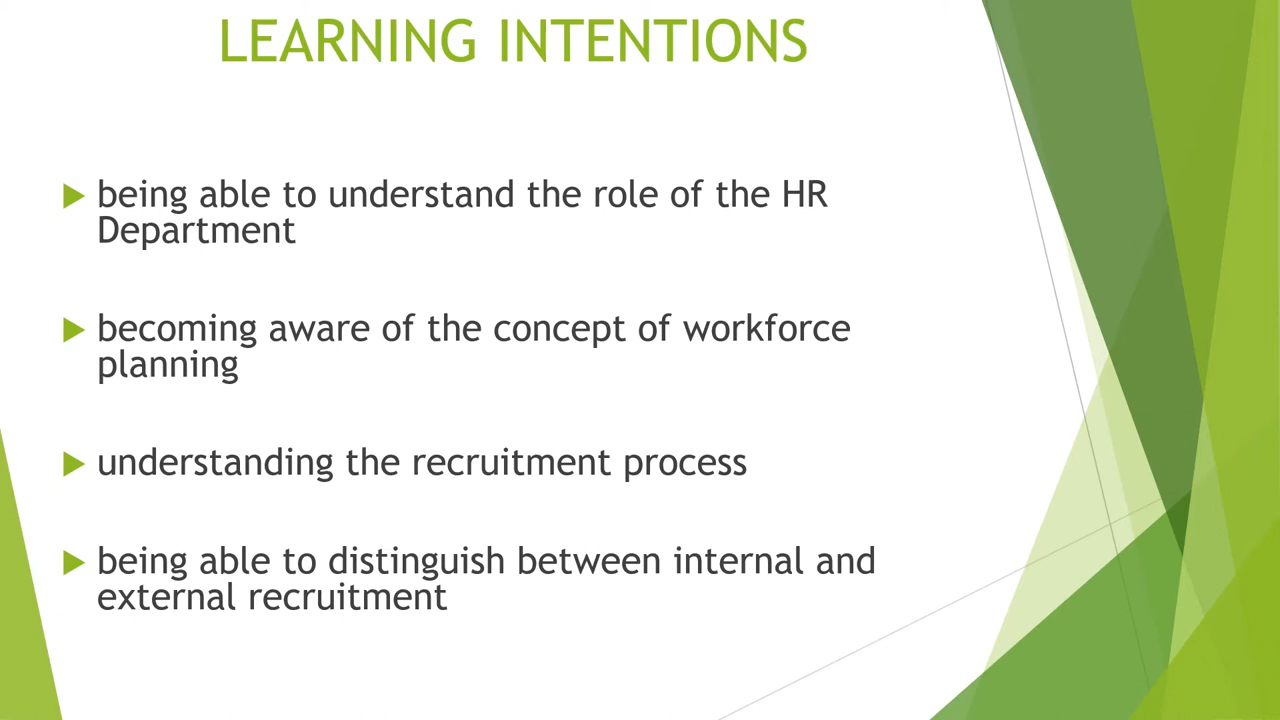 LEARNING INTENTIONS
being able to understand the role of the HR
Department
becoming aware of the concept of workforce
planning
understanding the recruitment process
being able to distinguish between internal and
external recruitment